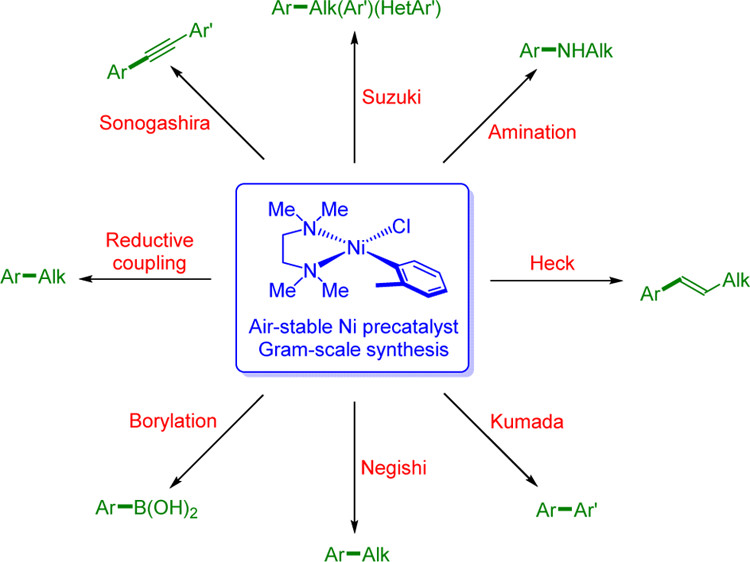 Ar–Alk(Ar')(HetAr')
Ar'
Ar
Ar–NHAlk
Sonogashira
Suzuki
Amination
Me Me
N
Cl
Ni
N
Me Me
Reductive
coupling
Ar–Alk
Heck
Ar
Alk
Air-stable Ni precatalyst
Gram-scale synthesis
Borylation
Negishi
Kumada
Ar–B(OH)₂
Ar–Ar'
Ar–Alk